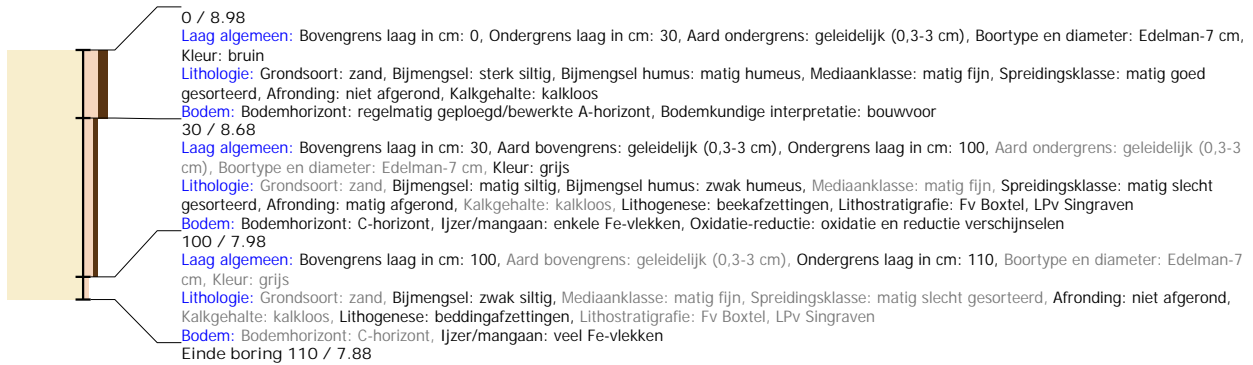 0 / 8.98
Laag algemeen: Bovengrens laag in cm: 0, Ondergrens laag in cm: 30, Aard ondergrens: geleidelijk (0,3-3 cm), Boortype en diameter: Edelman-7 cm,
Kleur: bruin
Lithologie: Grondsoort: zand, Bijmengsel: sterk siltig, Bijmengsel humus: matig humeus, Mediaanklasse: matig fijn, Spreidingsklasse: matig goed
gesorteerd, Afronding: niet afgerond, Kalkgehalte: kalkloos
Bodem: Bodemhorizont: regelmatig geploegd/bewerkte A-horizont, Bodemkundige interpretatie: bouwvoor
30 / 8.68
Laag algemeen: Bovengrens laag in cm: 30, Aard bovengrens: geleidelijk (0,3-3 cm), Ondergrens laag in cm: 100, Aard ondergrens: geleidelijk (0,3-3
cm), Boortype en diameter: Edelman-7 cm, Kleur: grijs
Lithologie: Grondsoort: zand, Bijmengsel: matig siltig, Bijmengsel humus: zwak humeus, Mediaanklasse: matig fijn, Spreidingsklasse: matig slecht
gesorteerd, Afronding: matig afgerond, Kalkgehalte: kalkloos, Lithogenese: beekafzettingen, Lithostratigrafie: Fv Boxtel, LPv Singraven
Bodem: Bodemhorizont: C-horizont, Ijzer/mangaan: enkele Fe-vlekken, Oxidatie-reductie: oxidatie en reductie verschijnselen
100 / 7.98
Laag algemeen: Bovengrens laag in cm: 100, Aard bovengrens: geleidelijk (0,3-3 cm), Ondergrens laag in cm: 110, Boortype en diameter: Edelman-7
cm, Kleur: grijs
Lithologie: Grondsoort: zand, Bijmengsel: zwak siltig, Mediaanklasse: matig fijn, Spreidingsklasse: matig slecht gesorteerd, Afronding: niet afgerond,
Kalkgehalte: kalkloos, Lithogenese: beddingafzettingen, Lithostratigrafie: Fv Boxtel, LPv Singraven
Bodem: Bodemhorizont: C-horizont, Ijzer/mangaan: veel Fe-vlekken
Einde boring 110 / 7.88